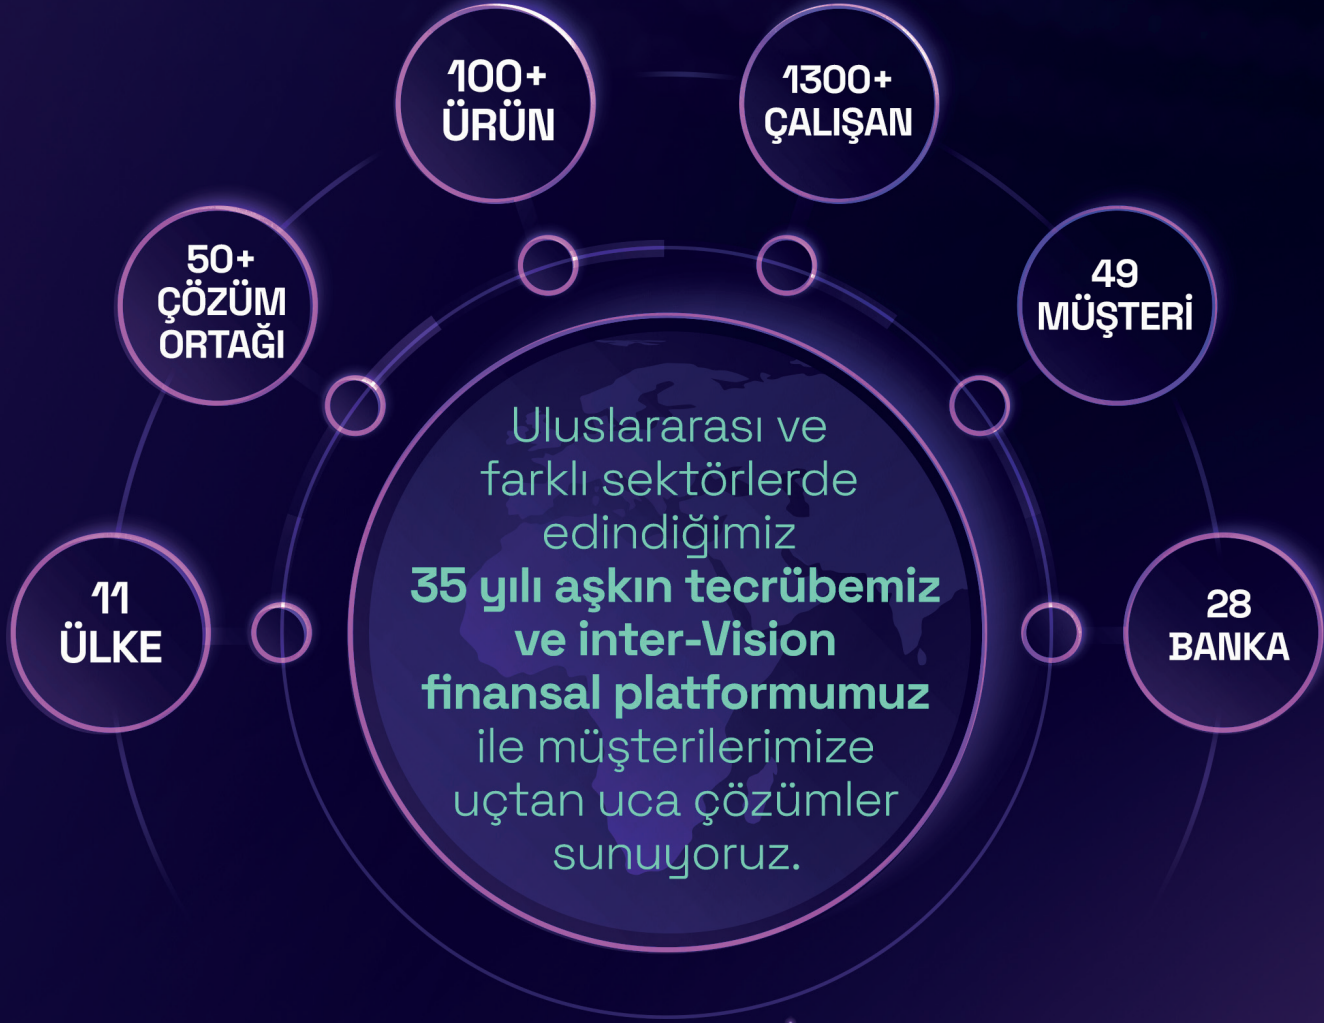 100+
ÜRÜN
1300+
ÇALIŞAN
50+
ÇÖZÜM
ORTAĞI
49
MÜŞTERİ
11
ÜLKE
28
BANKA
Uluslararası ve
farklı sektörlerde
edindiğimiz
35 yılı aşkın tecrübemiz
ve inter-Vision
finansal platformumuz
ile müşterilerimize
uçtan uca çözümler
sunuyoruz.